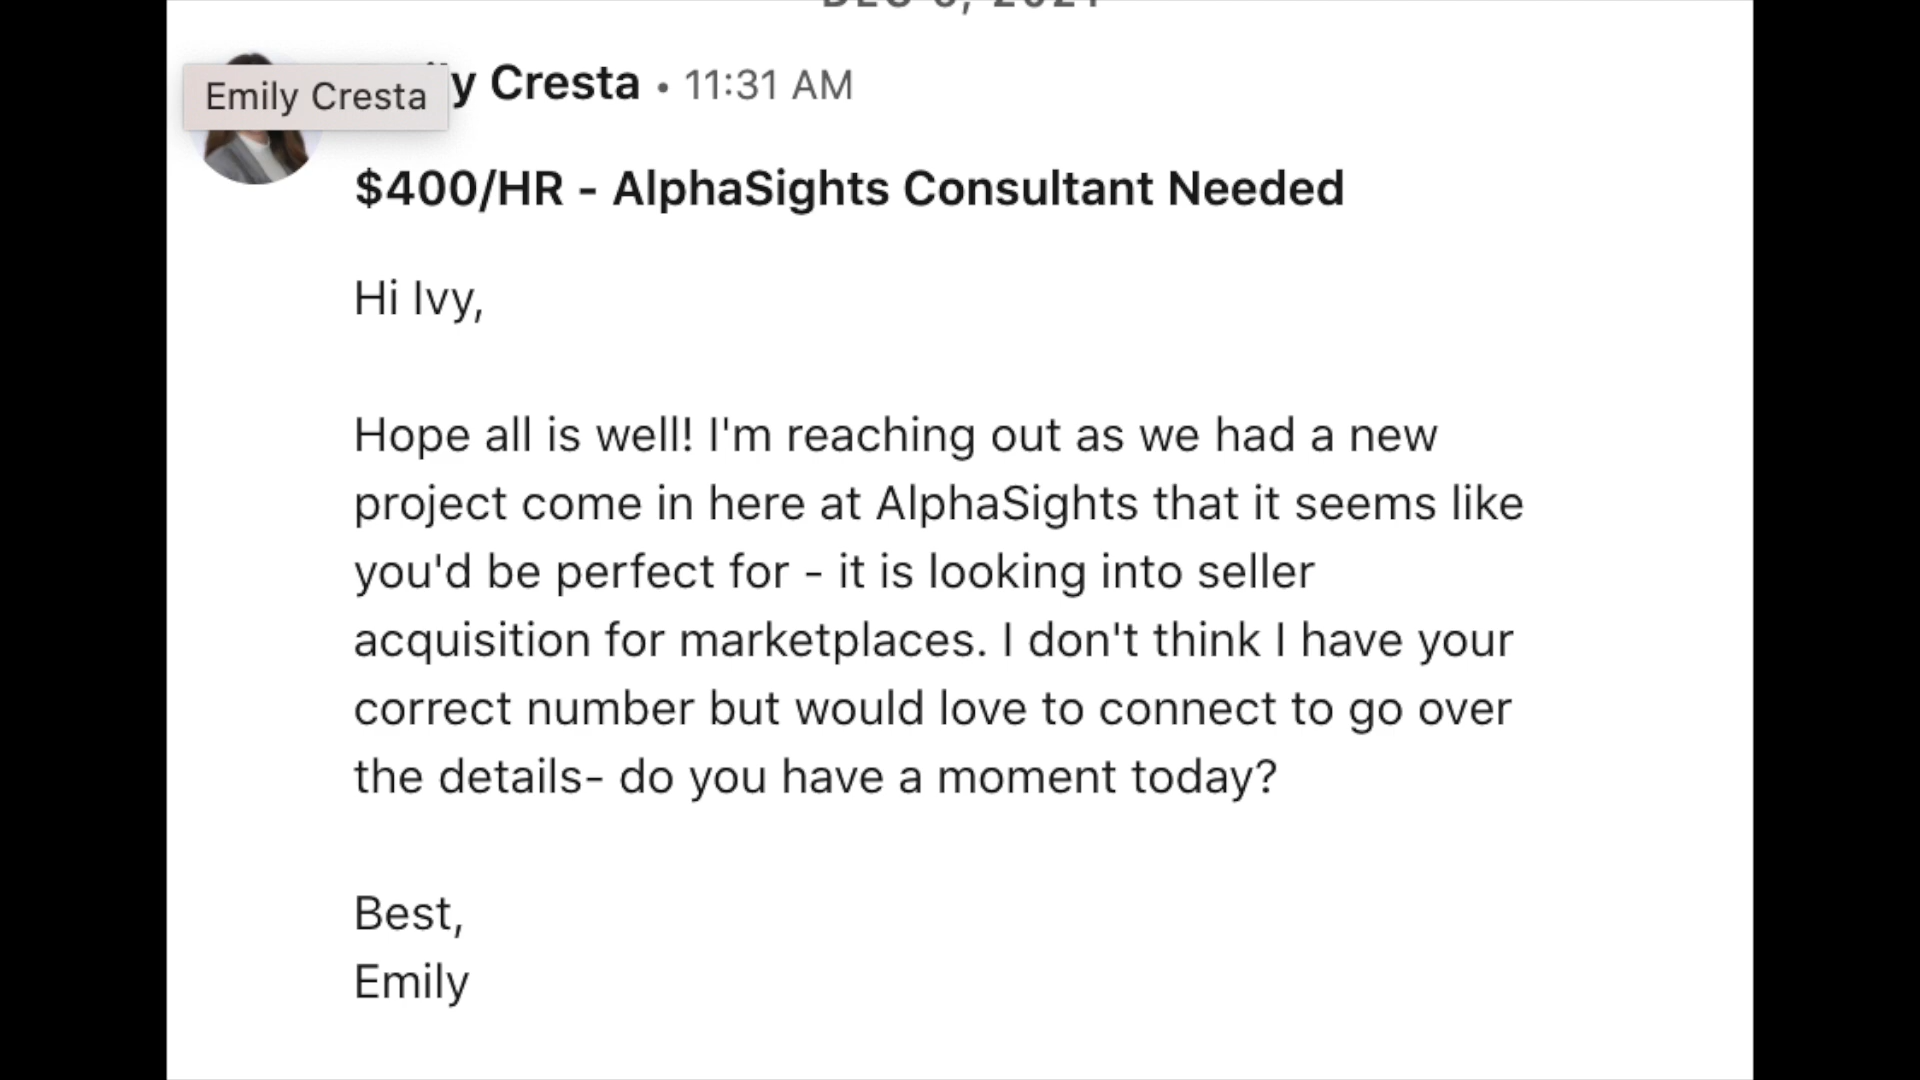 Emily Cresta
y Cresta • 11:31 AM
$400/HR - AlphaSights Consultant Needed
Hi Ivy,
Hope all is well! I'm reaching out as we had a new
project come in here at AlphaSights that it seems like
you'd be perfect for - it is looking into seller
acquisition for marketplaces. I don't think I have your
correct number but would love to connect to go over
the details- do you have a moment today?
Best,
Emily